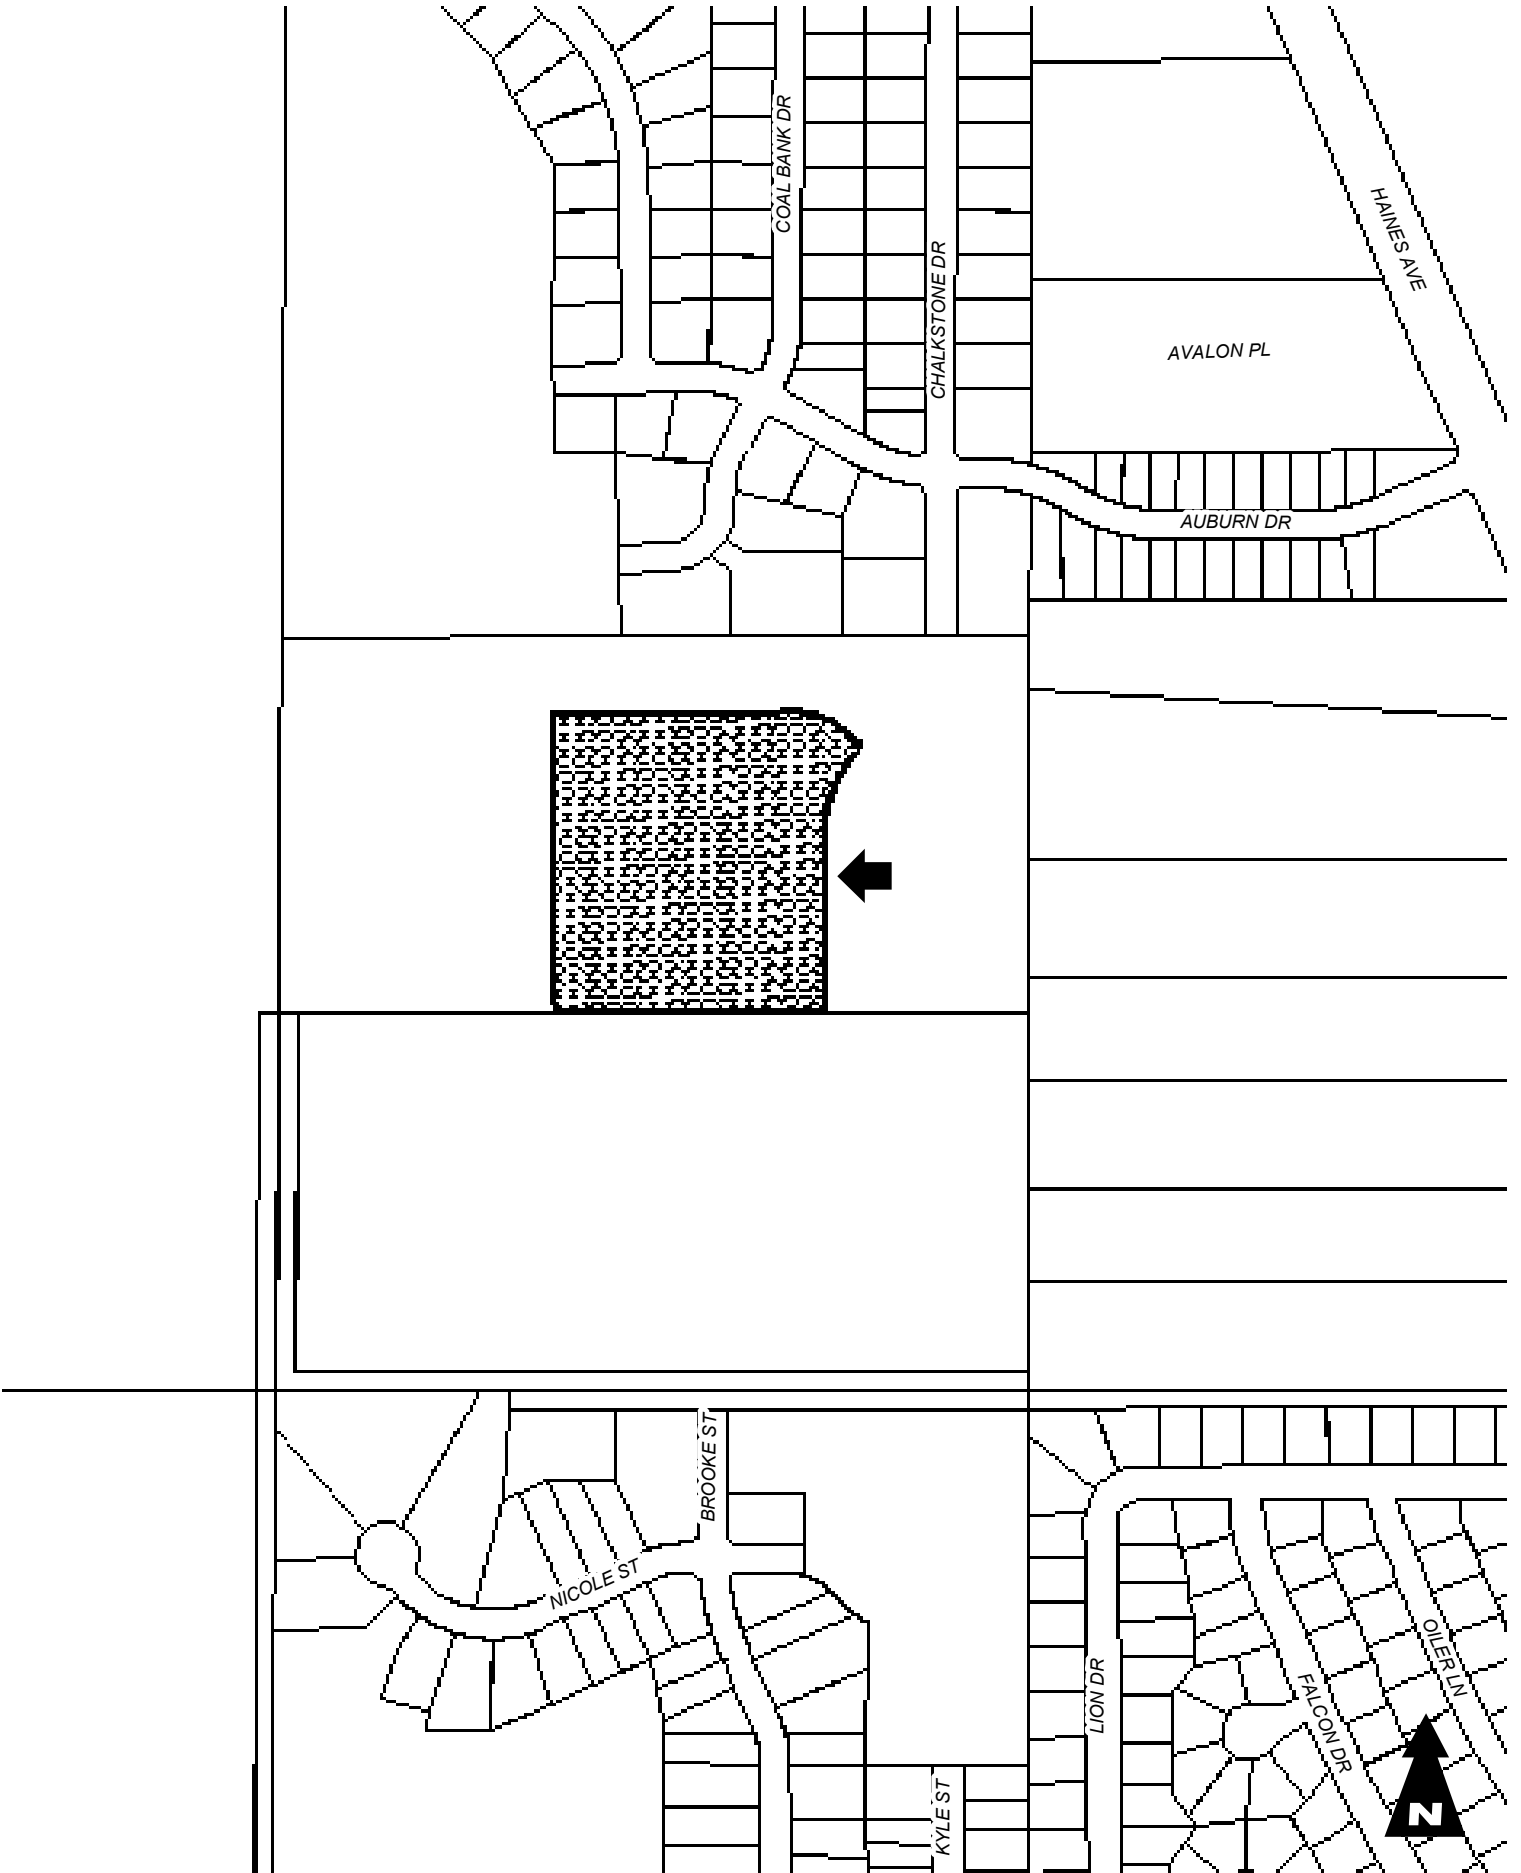 COAL BANK DR
HAINES AVE
CHALKSTONE DR
AVALON PL
AUBURN DR
BROOKE ST
NICOLE ST
OILER LN
LION DR
FALCON DR
KYLE ST
N